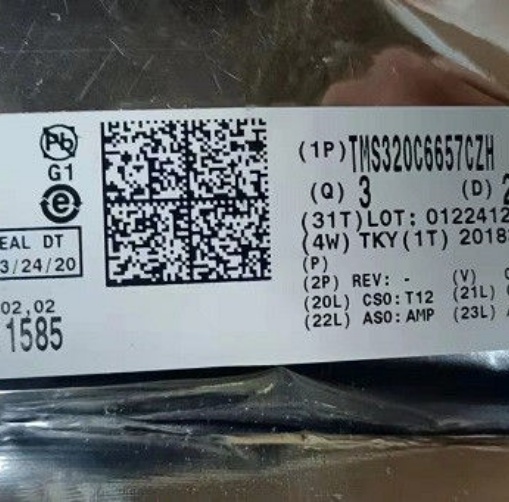 Pb
G1
e
EAL DT
3/24/20
02,02
1585
(1P)TMS320C6657CZH
(Q) 3 (D) 2
(31T)LOT: 0122412
(4W) TKY(1T) 2018
(P)
(2P) REV: - (V)
(20L) CSO:T12 (21L)
(22L) ASO:AMP (23L)